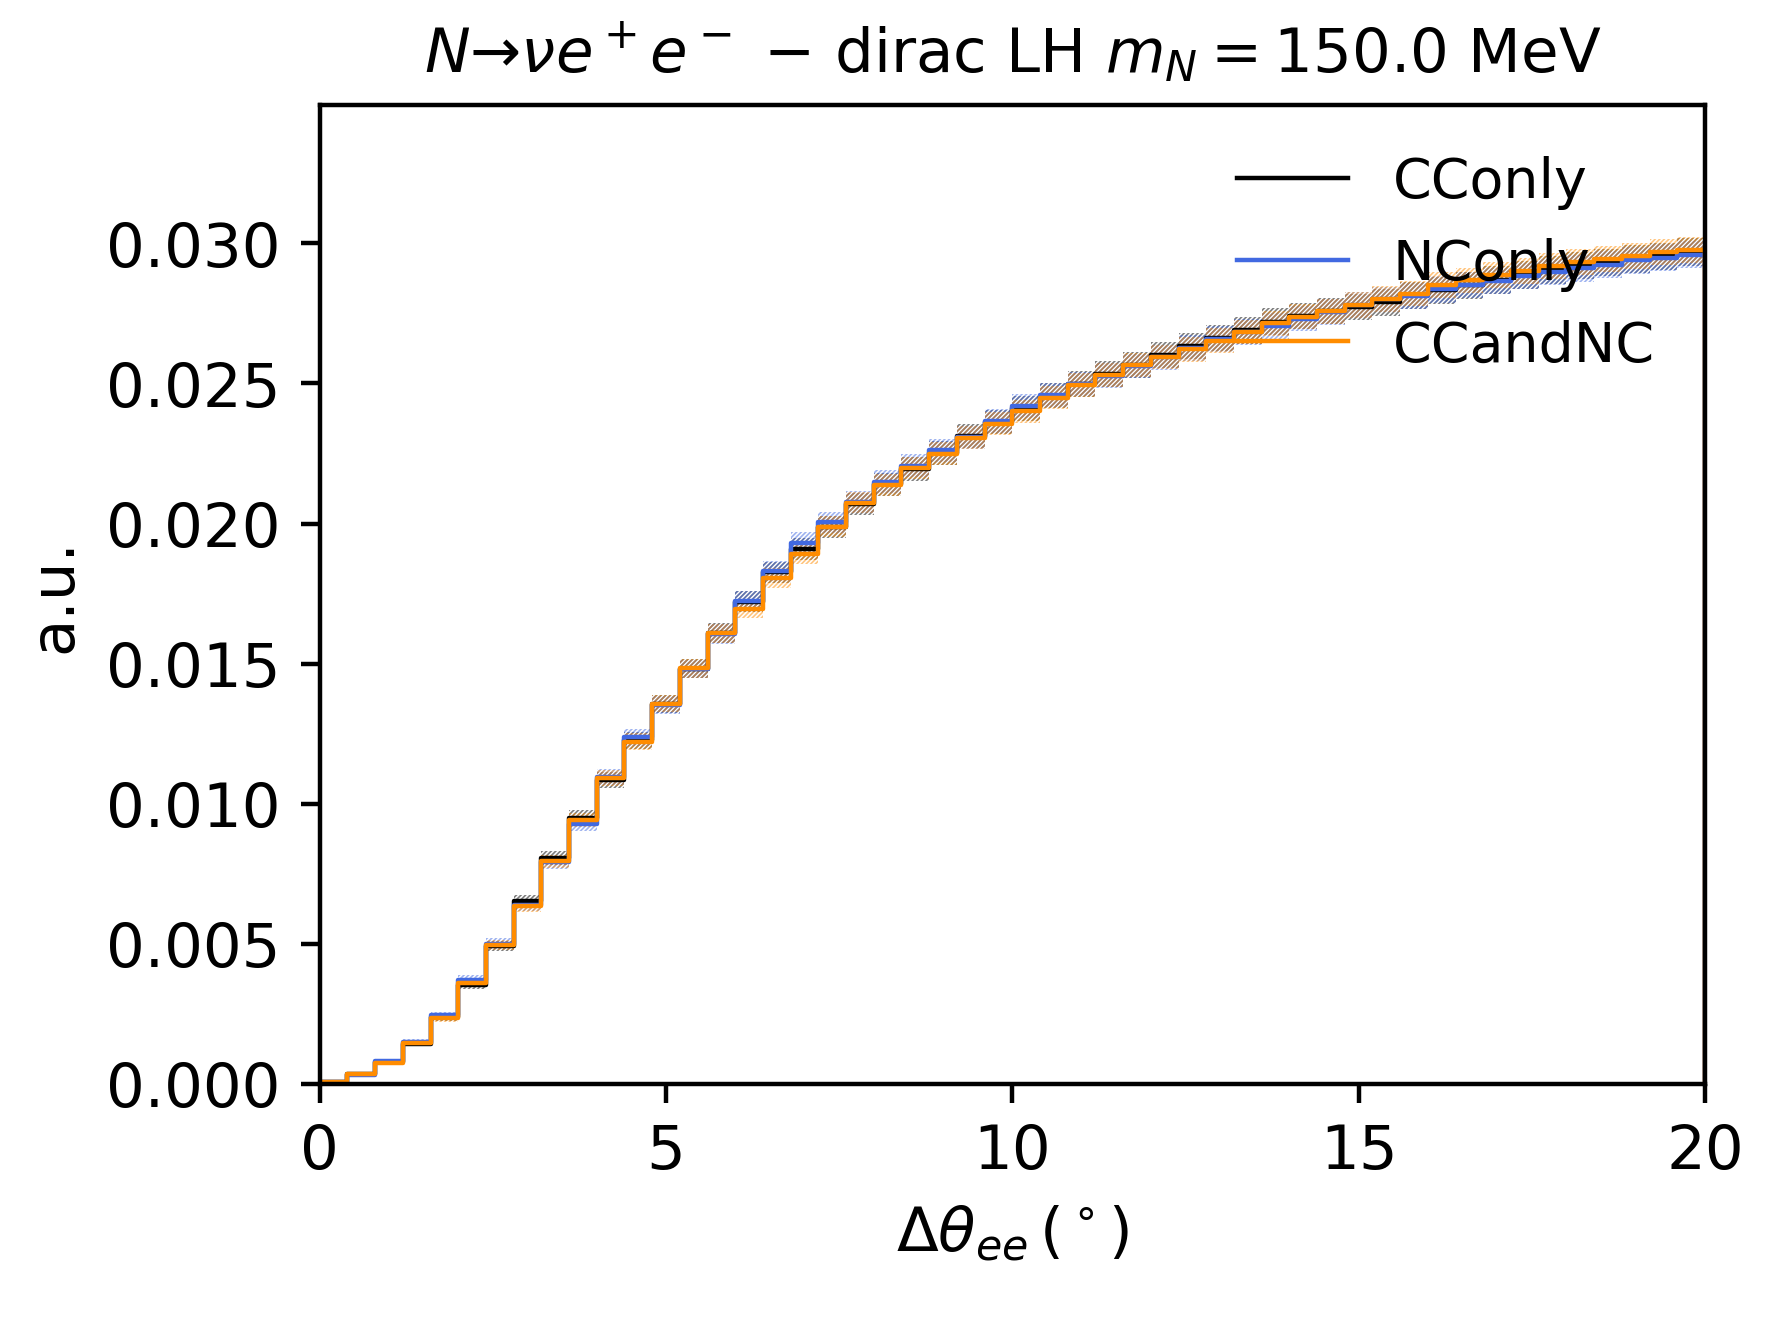 N→νe⁺e⁻ − dirac LH m_N = 150.0 MeV
CConly
NConly
CCandNC
a.u.
0.030
0.025
0.020
0.015
0.010
0.005
0.000
0 5 10 15 20
Δθ_ee (°)